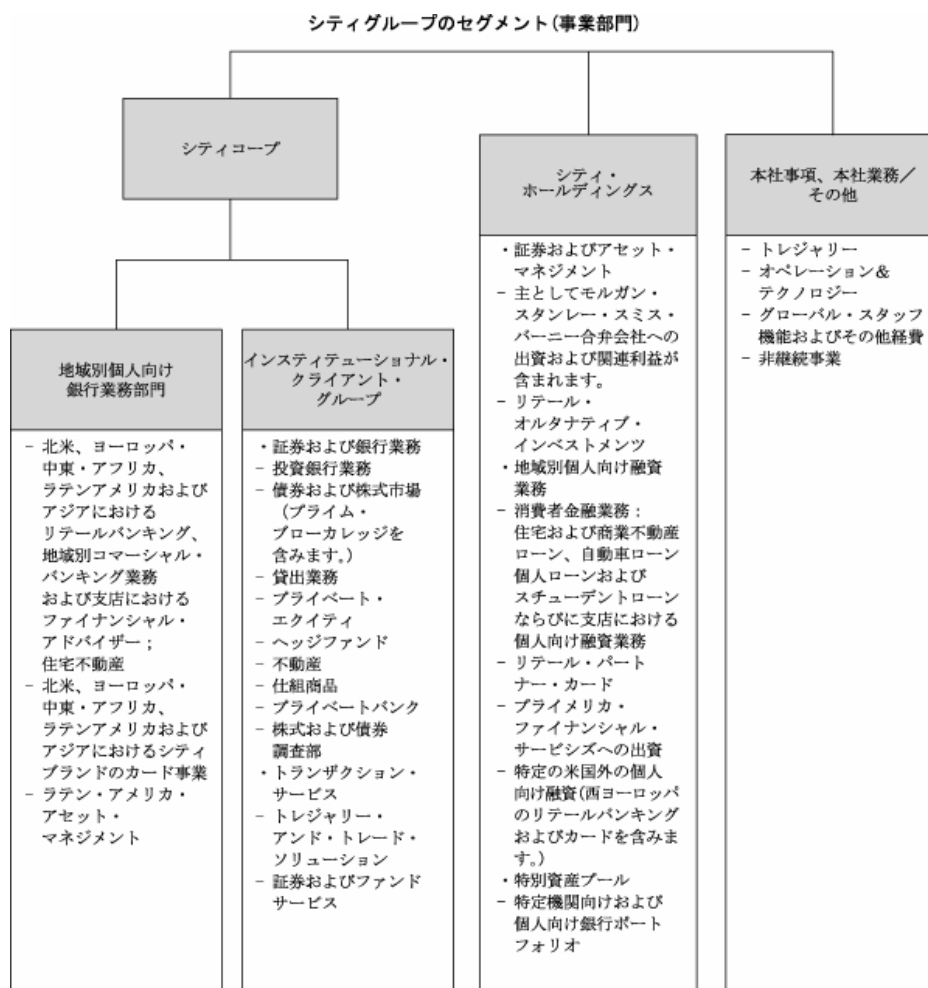 シティグループのセグメント(事業部門)
シティコープ
地域別個人向け
銀行業務部門
- 北米、ヨーロッパ・
中東・アフリカ、
ラテンアメリカおよび
アジアにおける
リテールバンキング、
地域別コマーシャル・
バンキング業務
および支店における
ファイナンシャル・
アドバイザー；
住宅不動産
- 北米、ヨーロッパ・
中東・アフリカ、
ラテンアメリカおよび
アジアにおけるシティ
ブランドのカード事業
- ラテン・アメリカ・
アセット・
マネジメント
インスティテューショナル・
クライアント・
グループ
・証券および銀行業務
- 投資銀行業務
- 債券および株式市場
（プライム・
ブローカレッジを
含みます。）
- 貸出業務
- プライベート・
エクイティ
- ヘッジファンド
- 不動産
- 仕組商品
- プライベートバンク
- 株式および債券
調査部
・トランザクション・
サービス
- トレジャリー・
アンド・トレード・
ソリューション
- 証券およびファンド
サービス
シティ・
ホールディングス
・証券およびアセット・
マネジメント
- 主としてモルガン・
スタンレー・スミス・
バーニー合弁会社への
出資および関連利益が
含まれます。
- リテール・
オルタナティブ・
インベストメンツ
・地域別個人向け融資
業務
- 消費者金融業務：
住宅および商業不動産
ローン、自動車ローン
個人ローンおよび
スチューデントローン
ならびに支店における
個人向け融資業務
- リテール・パート
ナー・カード
- プライメリカ・
ファイナンシャル・
サービシズへの出資
- 特定の米国外の個人
向け融資(西ヨーロッパ
のリテールバンキング
およびカードを含みま
す。)
・特別資産プール
- 特定機関向けおよび
個人向け銀行ポート
フォリオ
本社事項、本社業務／
その他
- トレジャリー
- オペレーション＆
テクノロジー
- グローバル・スタッフ
機能およびその他経費
- 非継続事業